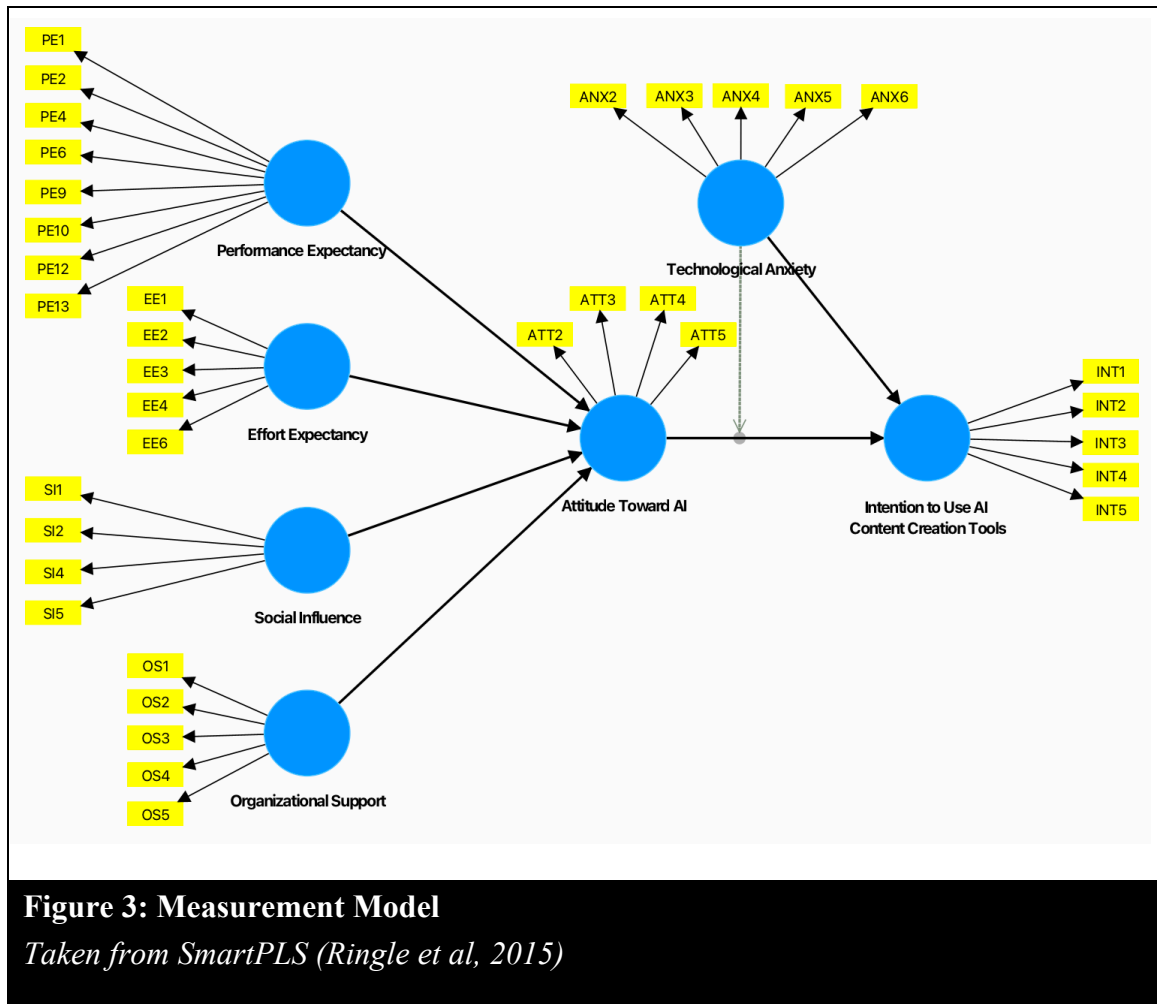 PE1
PE2
PE4
PE6
PE9
PE10
PE12
PE13
Performance Expectancy
EE1
EE2
EE3
EE4
EE6
Effort Expectancy
SI1
SI2
SI4
SI5
Social Influence
OS1
OS2
OS3
OS4
OS5
Organizational Support
ANX2
ANX3
ANX4
ANX5
ANX6
Technological Anxiety
ATT2
ATT3
ATT4
ATT5
Attitude Toward AI
INT1
INT2
INT3
INT4
INT5
Intention to Use AI
Content Creation Tools
Figure 3: Measurement Model
Taken from SmartPLS (Ringle et al, 2015)